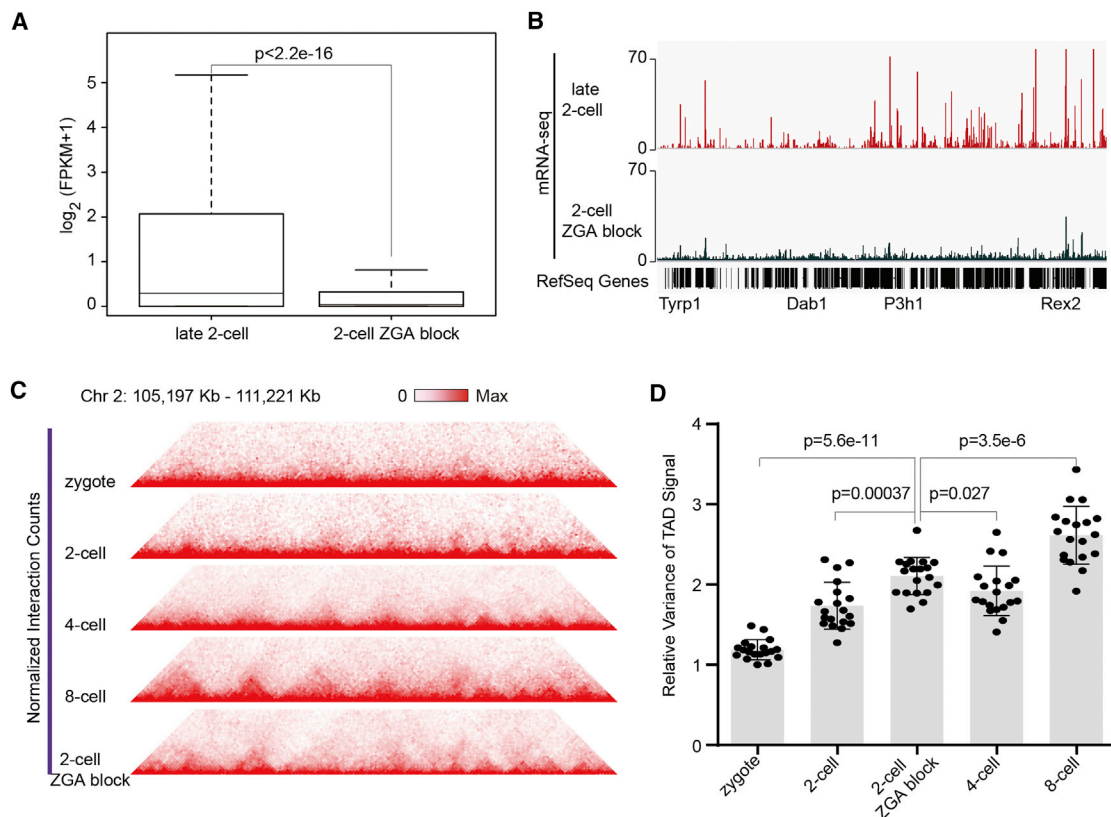 A
p<2.2e-16
log2 (FPKM+1)
5
4
3
2
1
0
late 2-cell
2-cell ZGA block
B
mRNA-seq
70
late
2-cell
0
70
2-cell
ZGA block
0
RefSeq Genes
Tyrp1 Dab1 P3h1 Rex2
C
Chr 2: 105,197 Kb - 111,221 Kb
0 Max
Normalized Interaction Counts
zygote
2-cell
4-cell
8-cell
2-cell
ZGA block
D
Relative Variance of TAD Signal
4
3
2
1
0
p=5.6e-11
p=3.5e-6
p=0.00037
p=0.027
zygote
2-cell
2-cell
ZGA block
4-cell
8-cell